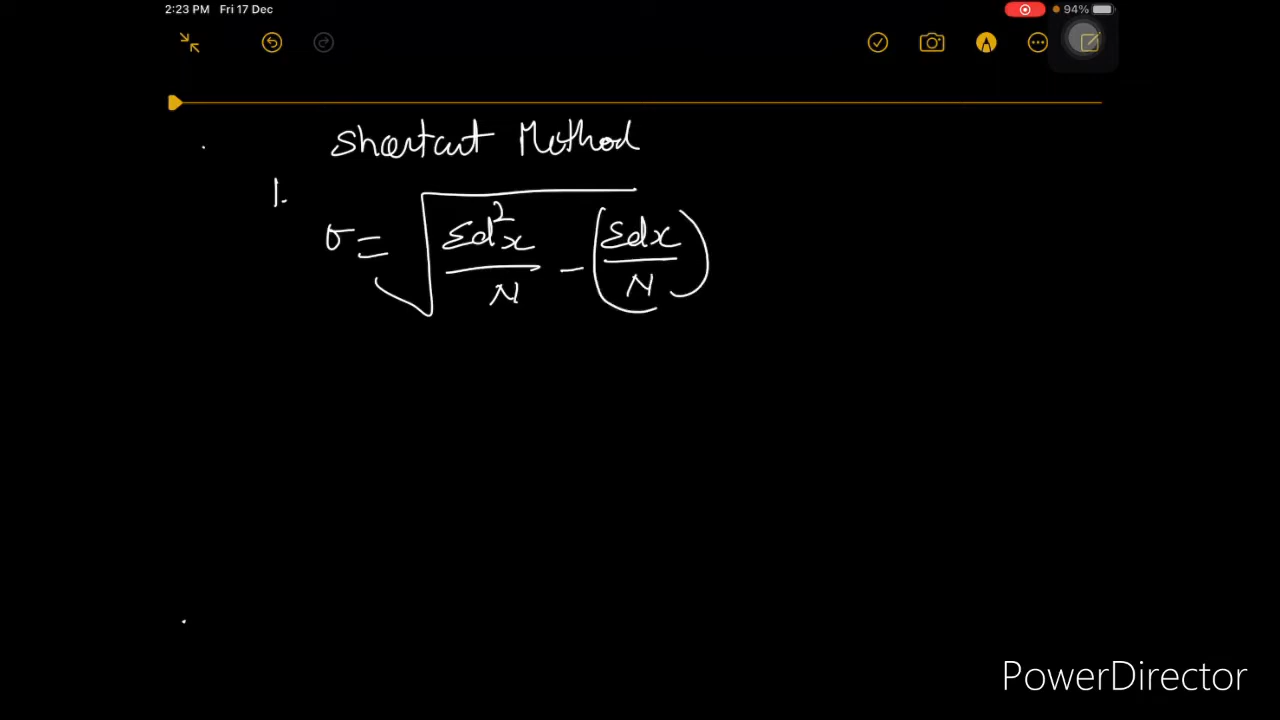 2:23 PM Fri 17 Dec 94%
Shortcut Method
1.
σ = √ Σd²x/N - (Σdx/N)
PowerDirector